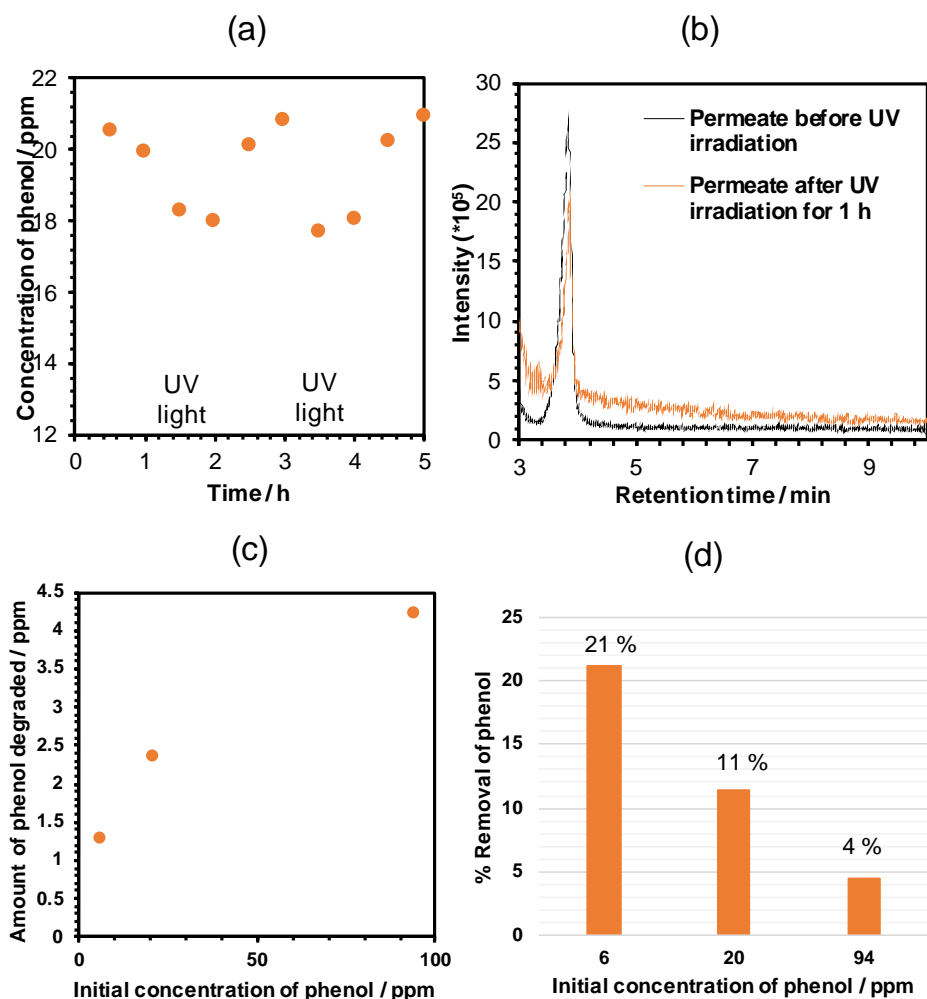 (a)
22
20
18
16
14
12
0
1
2
3
4
5
UV
light
UV
light
Concentration of phenol/ ppm
Time / h
(b)
30
25
20
15
10
5
0
3
5
7
9
Permeate before UV
irradiation
Permeate after UV
irradiation for 1 h
Intensity (*10⁵)
Retention time / min
(c)
4.5
4
3.5
3
2.5
2
1.5
1
0.5
0
0
50
100
Amount of phenol degraded / ppm
Initial concentration of phenol / ppm
(d)
25
20
15
10
5
0
21 %
11 %
4 %
6
20
94
% Removal of phenol
Initial concentration of phenol / ppm